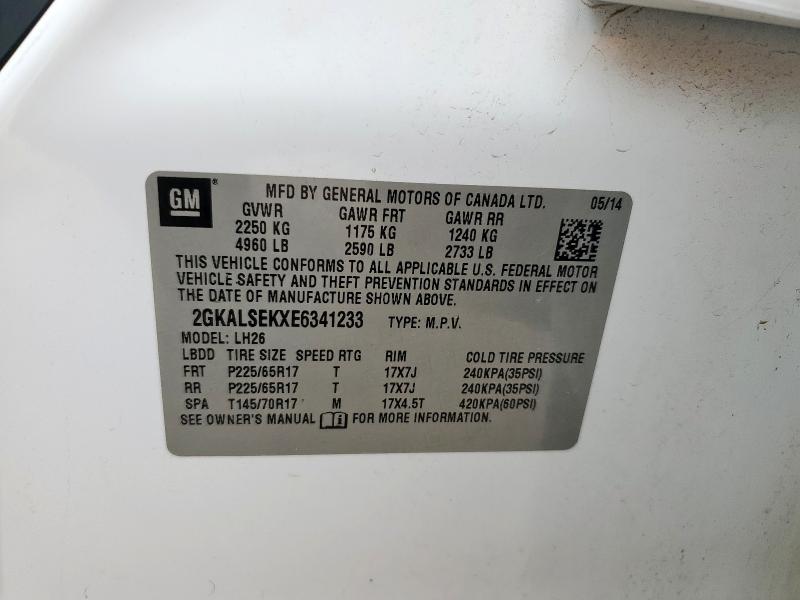 GM ® MFD BY GENERAL MOTORS OF CANADA LTD. 05/14
GVWR GAWR FRT GAWR RR
2250 KG 1175 KG 1240 KG
4960 LB 2590 LB 2733 LB
THIS VEHICLE CONFORMS TO ALL APPLICABLE U.S. FEDERAL MOTOR
VEHICLE SAFETY AND THEFT PREVENTION STANDARDS IN EFFECT ON
THE DATE OF MANUFACTURE SHOWN ABOVE.
2GKALSEKXE6341233 TYPE: M.P.V.
MODEL: LH26
LBDD TIRE SIZE SPEED RTG RIM COLD TIRE PRESSURE
FRT P225/65R17 T 17X7J 240KPA(35PSI)
RR P225/65R17 T 17X7J 240KPA(35PSI)
SPA T145/70R17 M 17X4.5T 420KPA(60PSI)
SEE OWNER'S MANUAL i FOR MORE INFORMATION.